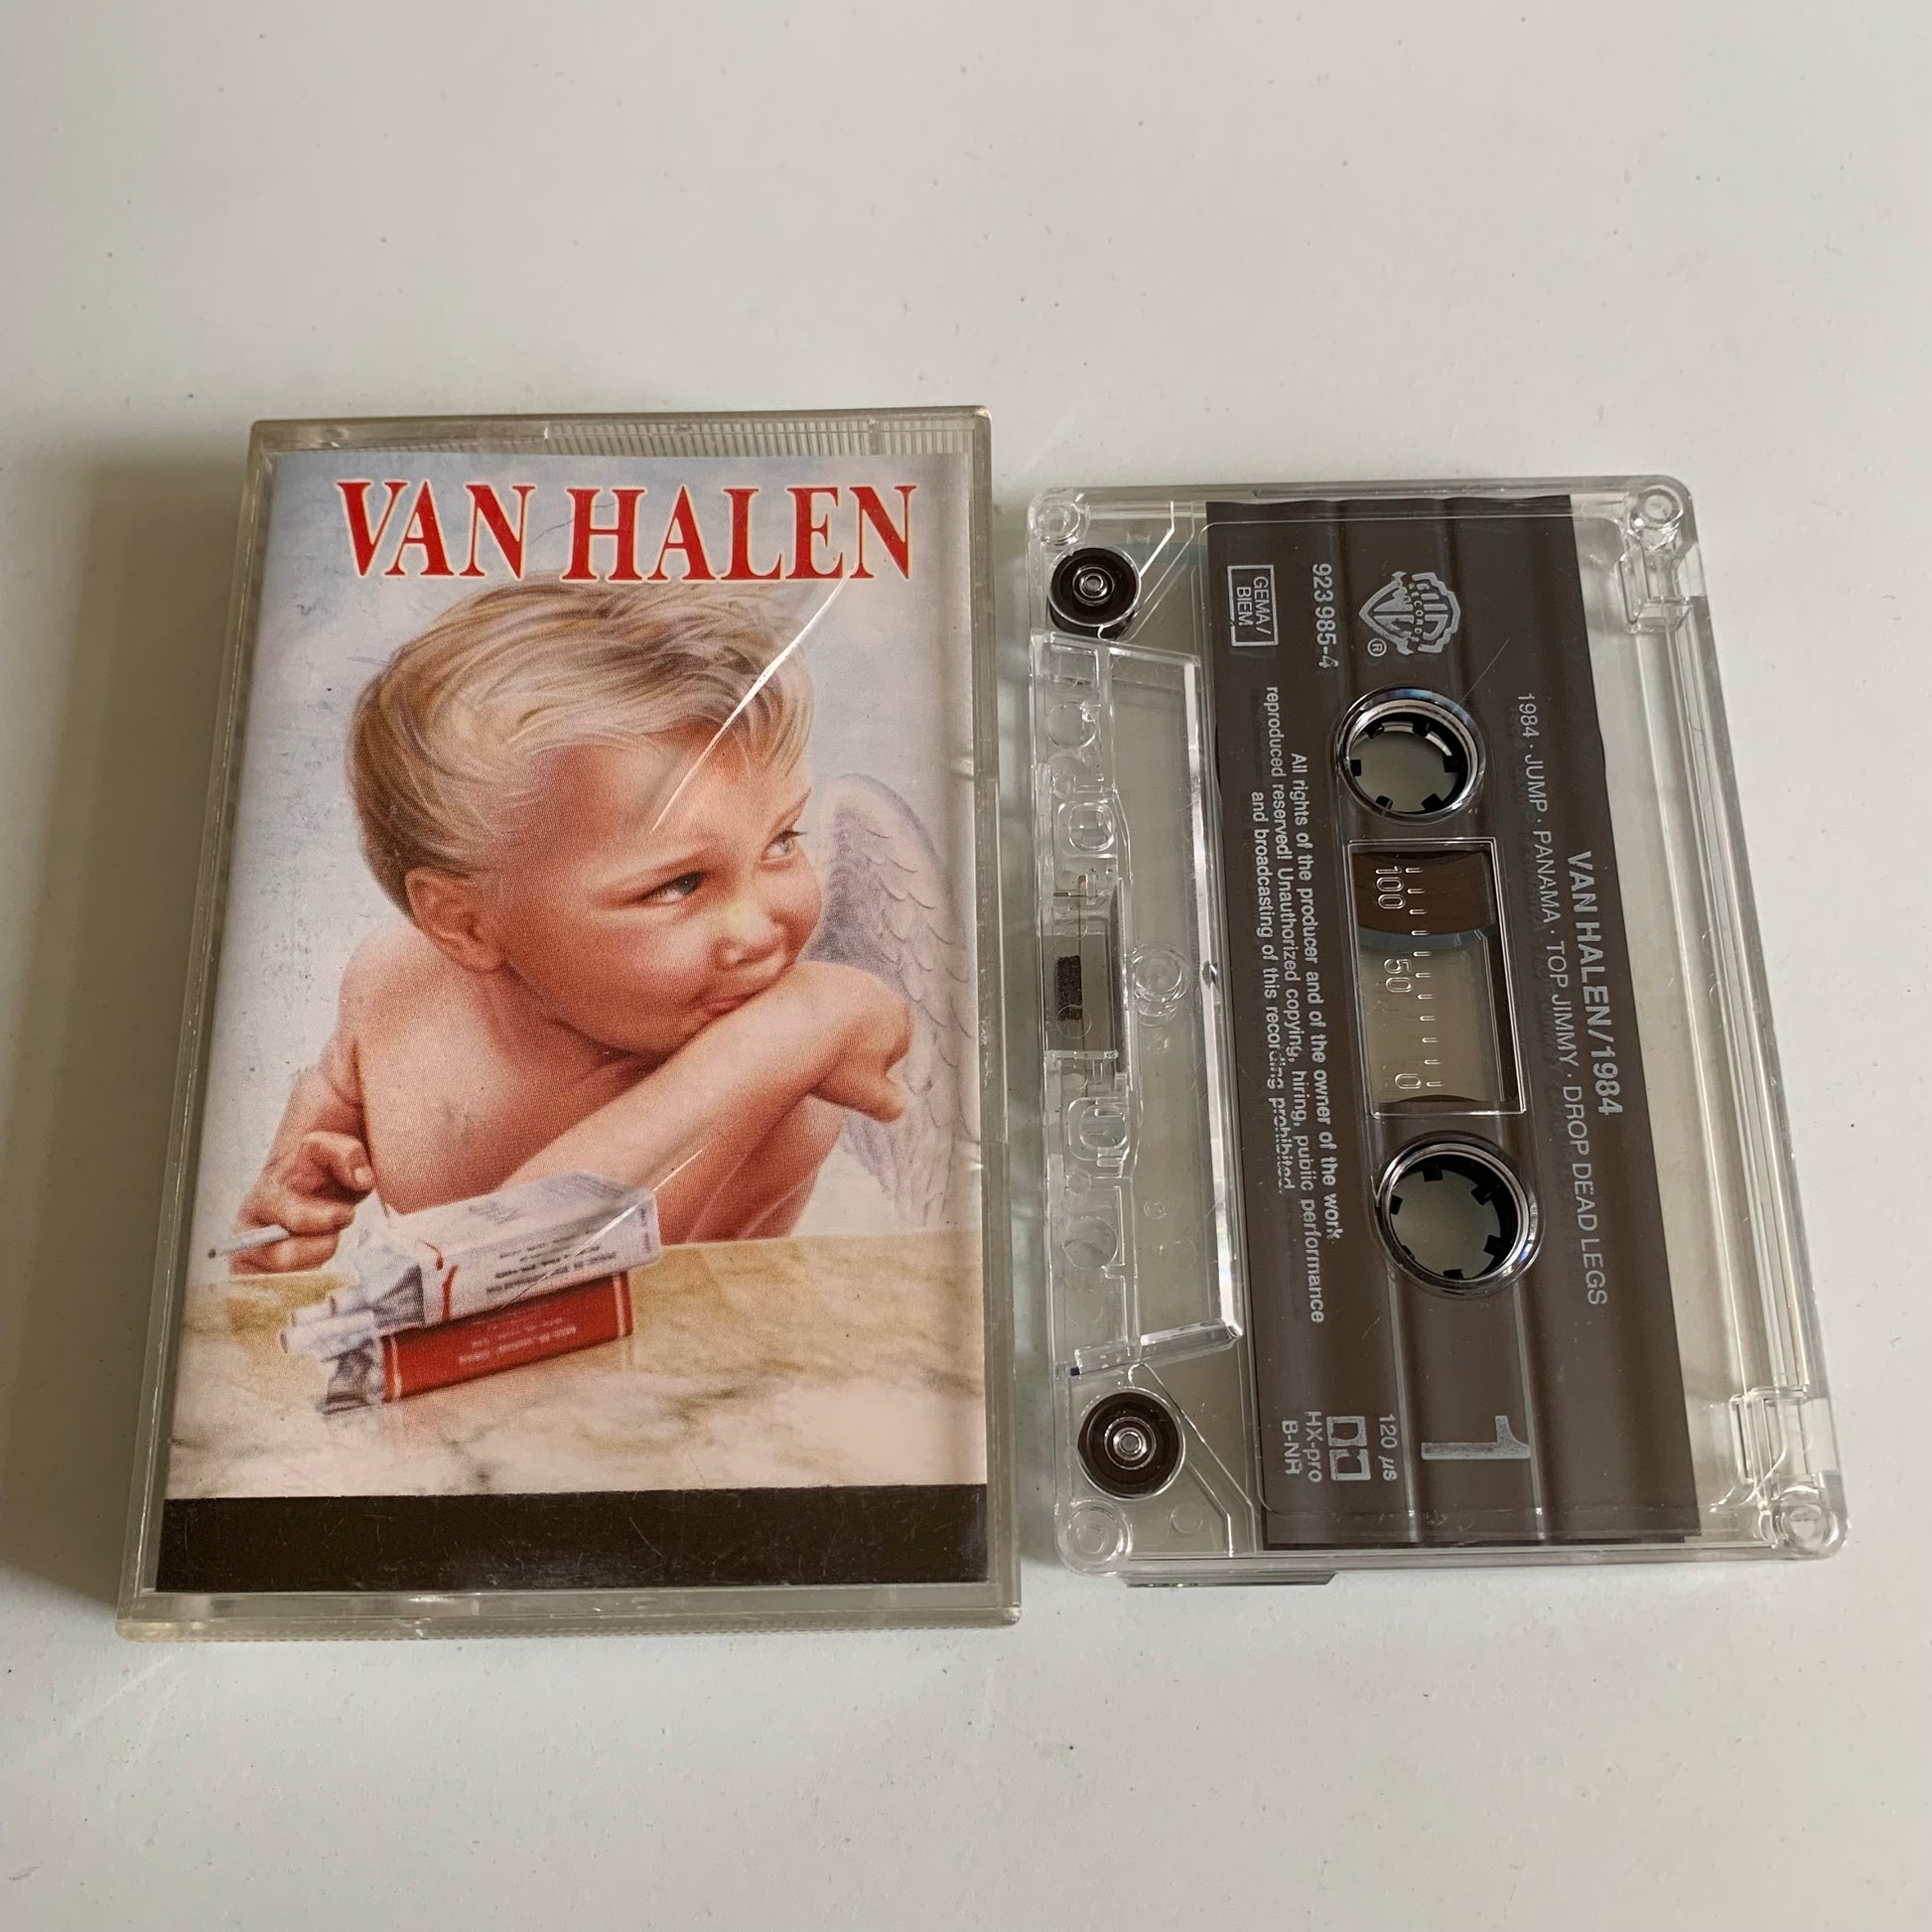 VAN HALEN
VAN HALEN/1984
1984 · JUMP · PANAMA · TOP JIMMY · DROP DEAD LEGS
RECORDS
®
923 985-4
GEMA/
BIEM
100
50
0
1
120 µs
HX-pro
B-NR
All rights of the producer and of the owner of the work
reproduced reserved! Unauthorized copying, hiring, public performance
and broadcasting of this recording prohibited.